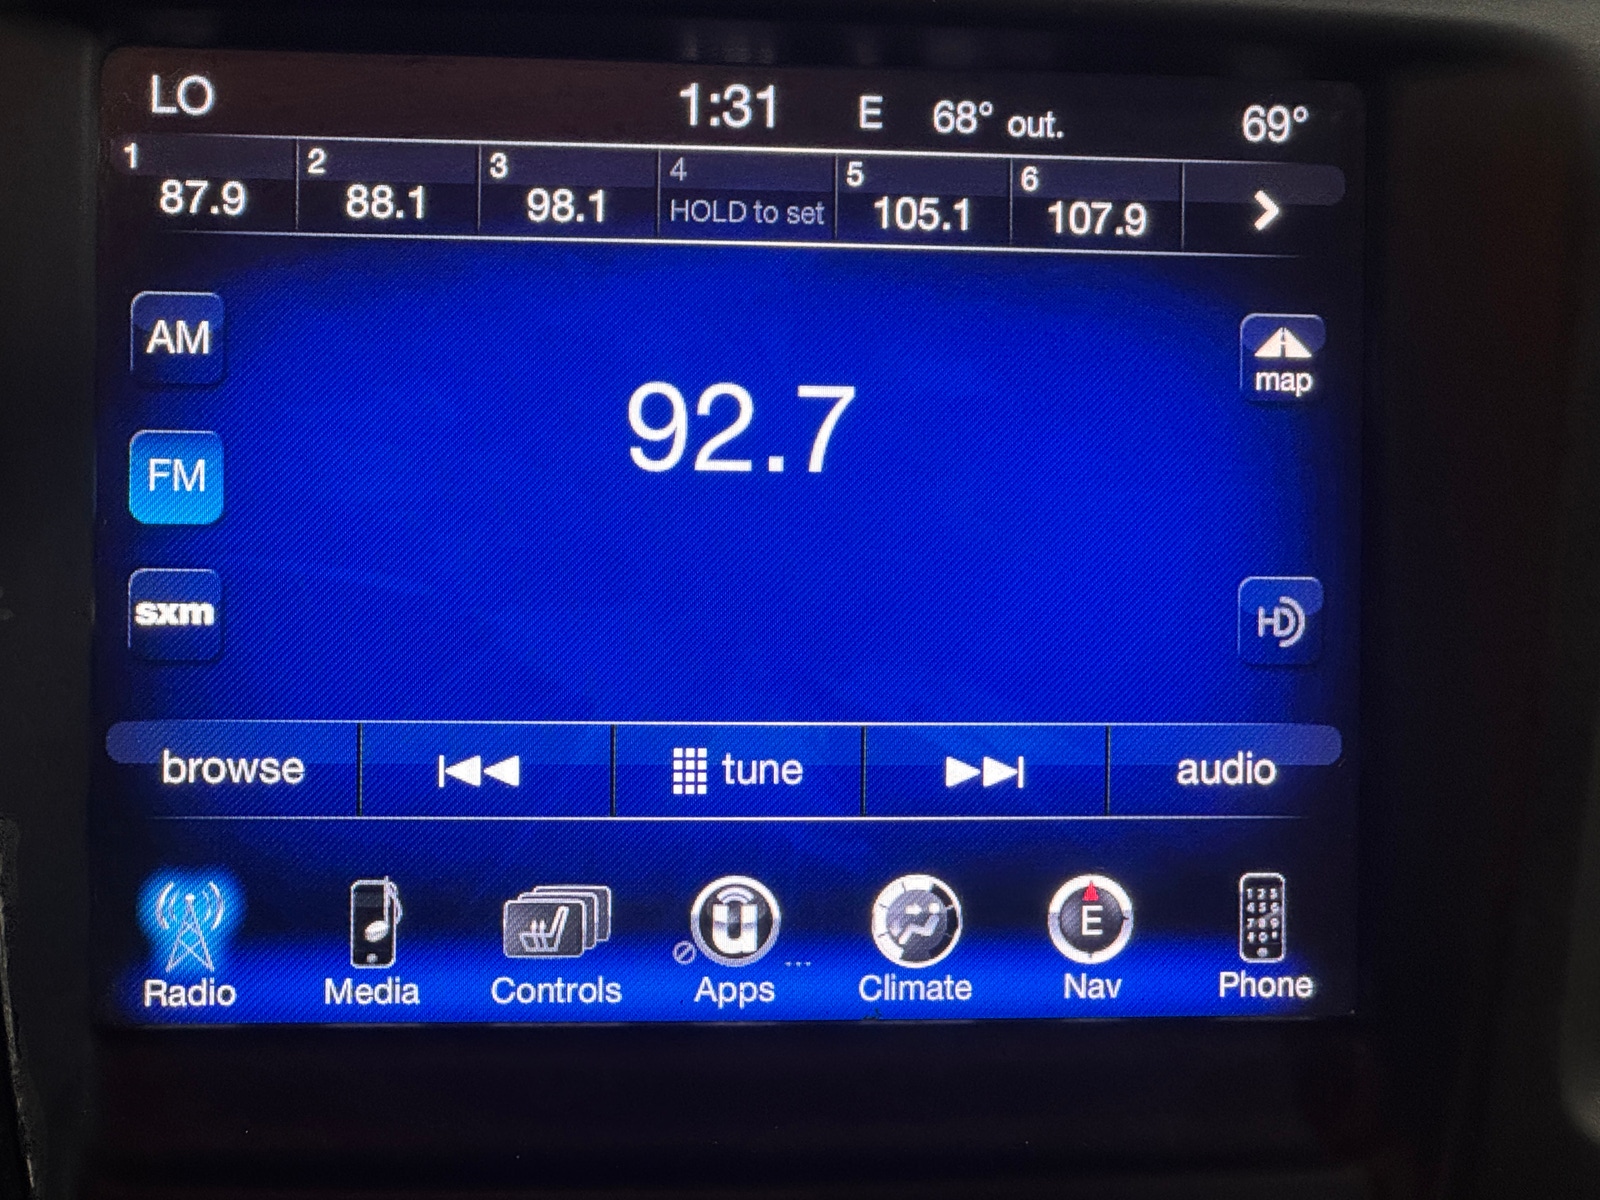 LO 1:31 E 68° out. 69°
1 2 3 4 5 6
87.9 88.1 98.1 HOLD to set 105.1 107.9
AM
map
92.7
FM
sxm
HD
browse tune audio
E
Radio Media Controls Apps Climate Nav Phone